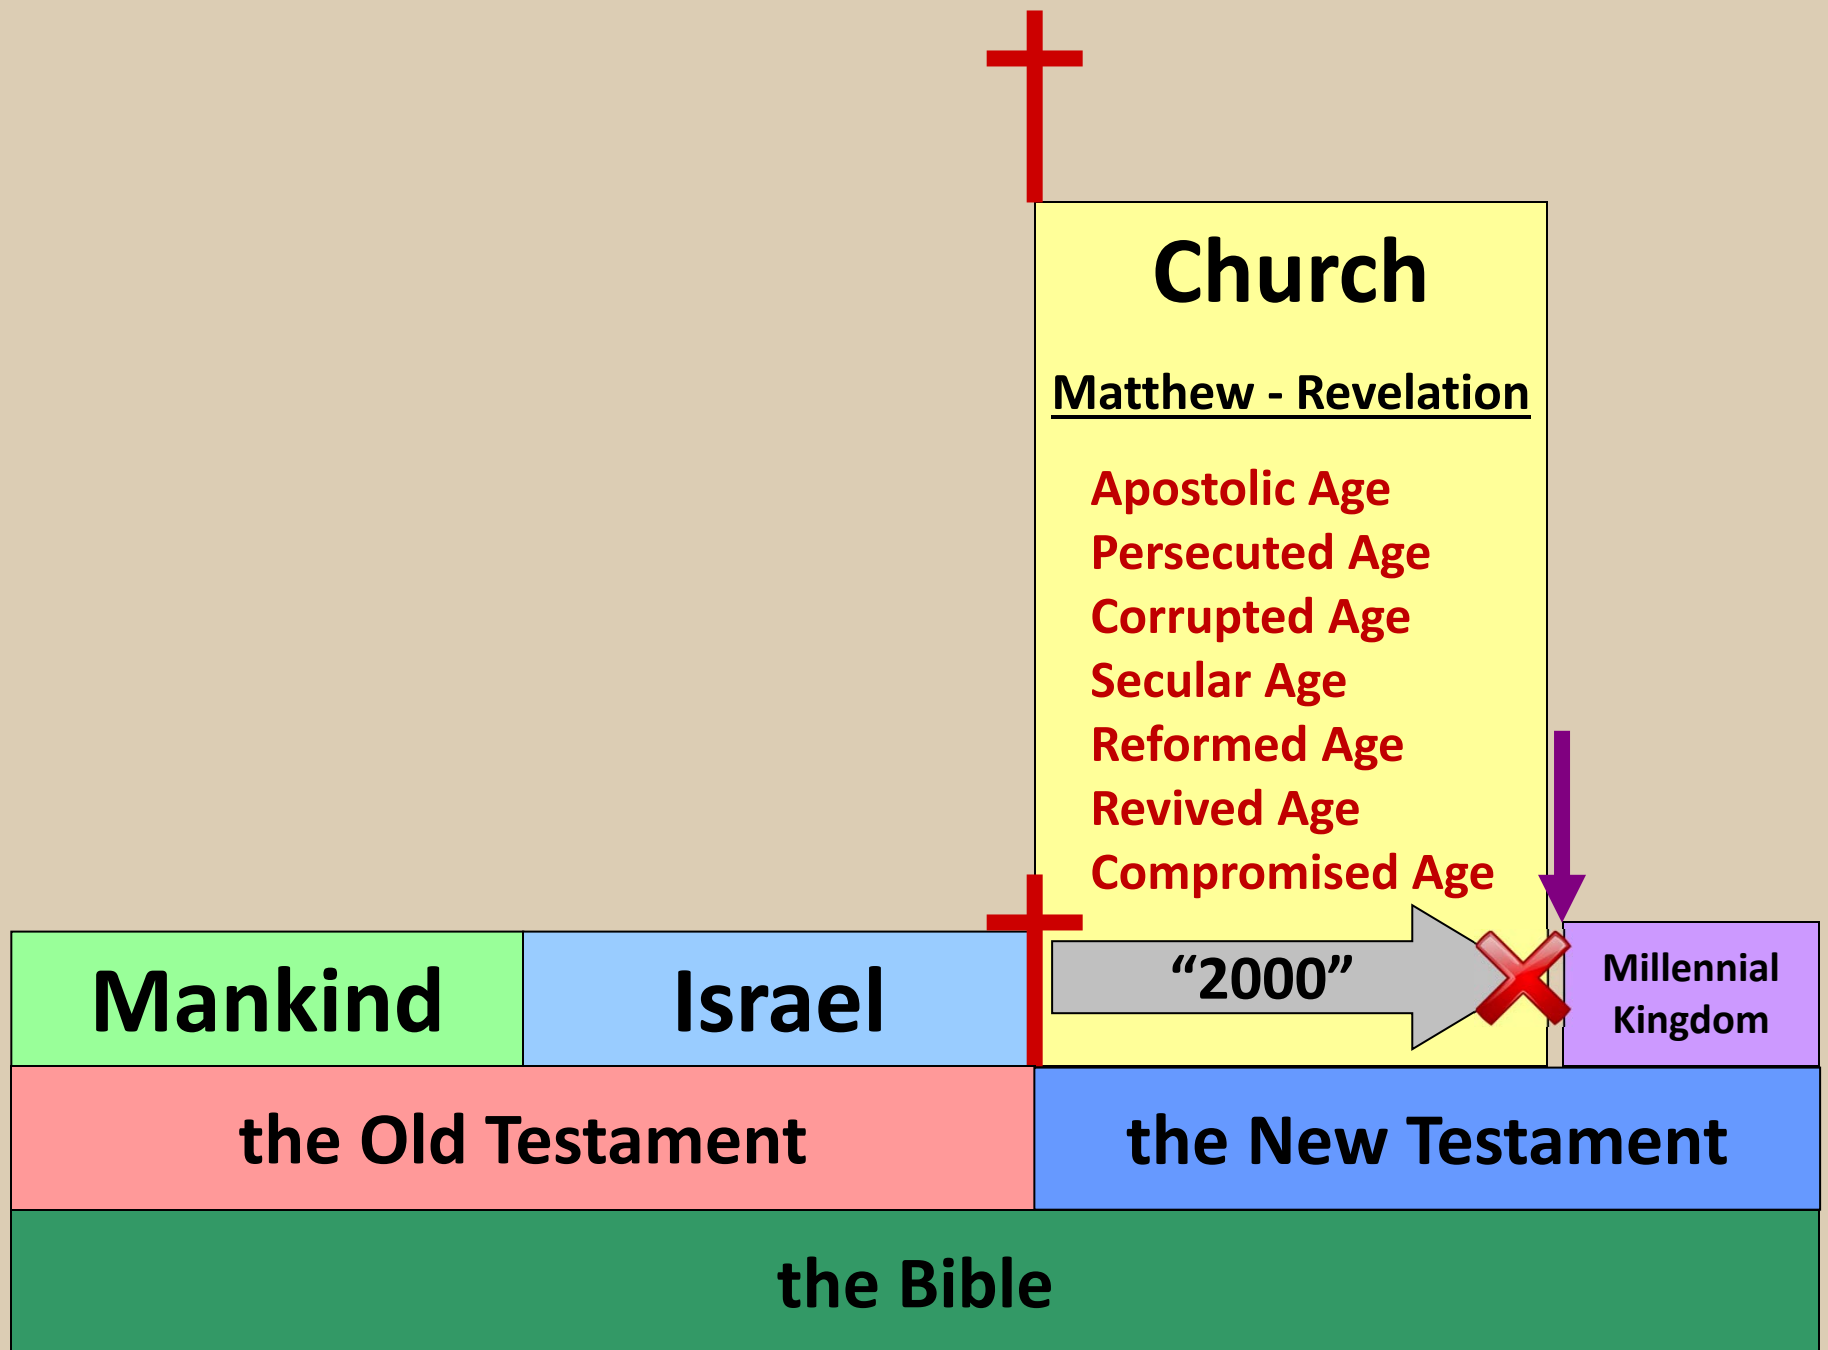 Church
Matthew - Revelation
Apostolic Age
Persecuted Age
Corrupted Age
Secular Age
Reformed Age
Revived Age
Compromised Age
Mankind
Israel
“2000”
Millennial
Kingdom
the Old Testament
the New Testament
the Bible